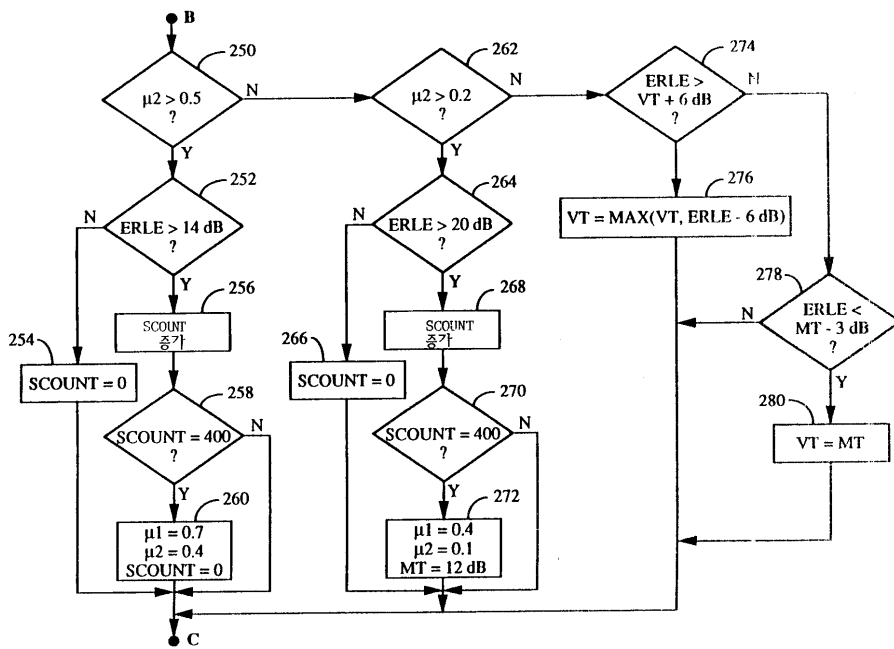 B
250
μ2 > 0.5
?
N
Y
262
μ2 > 0.2
?
N
Y
274
ERLE >
VT + 6 dB
?
N
252
ERLE > 14 dB
?
N
Y
264
ERLE > 20 dB
?
N
Y
276
VT = MAX(VT, ERLE - 6 dB)
256
SCOUNT
증가
268
SCOUNT
증가
278
ERLE <
MT - 3 dB
?
N
Y
254
SCOUNT = 0
266
SCOUNT = 0
258
SCOUNT = 400
?
N
Y
270
SCOUNT = 400
?
N
Y
280
VT = MT
260
μ1 = 0.7
μ2 = 0.4
SCOUNT = 0
272
μ1 = 0.4
μ2 = 0.1
MT = 12 dB
C